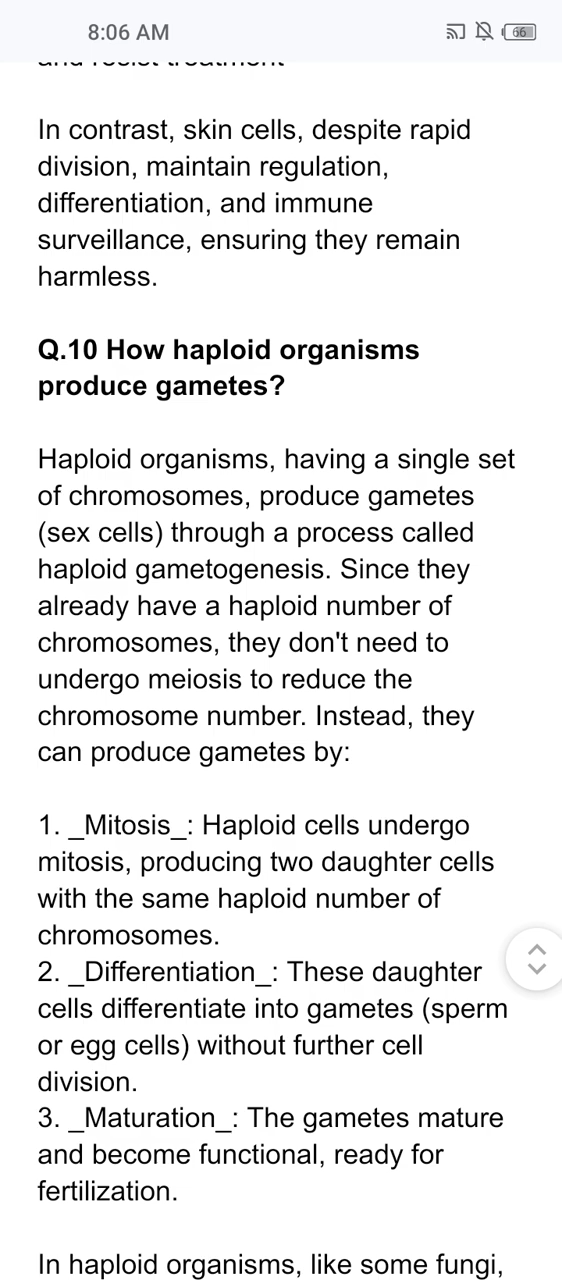 8:06 AM
66
In contrast, skin cells, despite rapid
division, maintain regulation,
differentiation, and immune
surveillance, ensuring they remain
harmless.
Q.10 How haploid organisms
produce gametes?
Haploid organisms, having a single set
of chromosomes, produce gametes
(sex cells) through a process called
haploid gametogenesis. Since they
already have a haploid number of
chromosomes, they don't need to
undergo meiosis to reduce the
chromosome number. Instead, they
can produce gametes by:
1. _Mitosis_: Haploid cells undergo
mitosis, producing two daughter cells
with the same haploid number of
chromosomes.
2. _Differentiation_: These daughter
cells differentiate into gametes (sperm
or egg cells) without further cell
division.
3. _Maturation_: The gametes mature
and become functional, ready for
fertilization.
In haploid organisms, like some fungi,